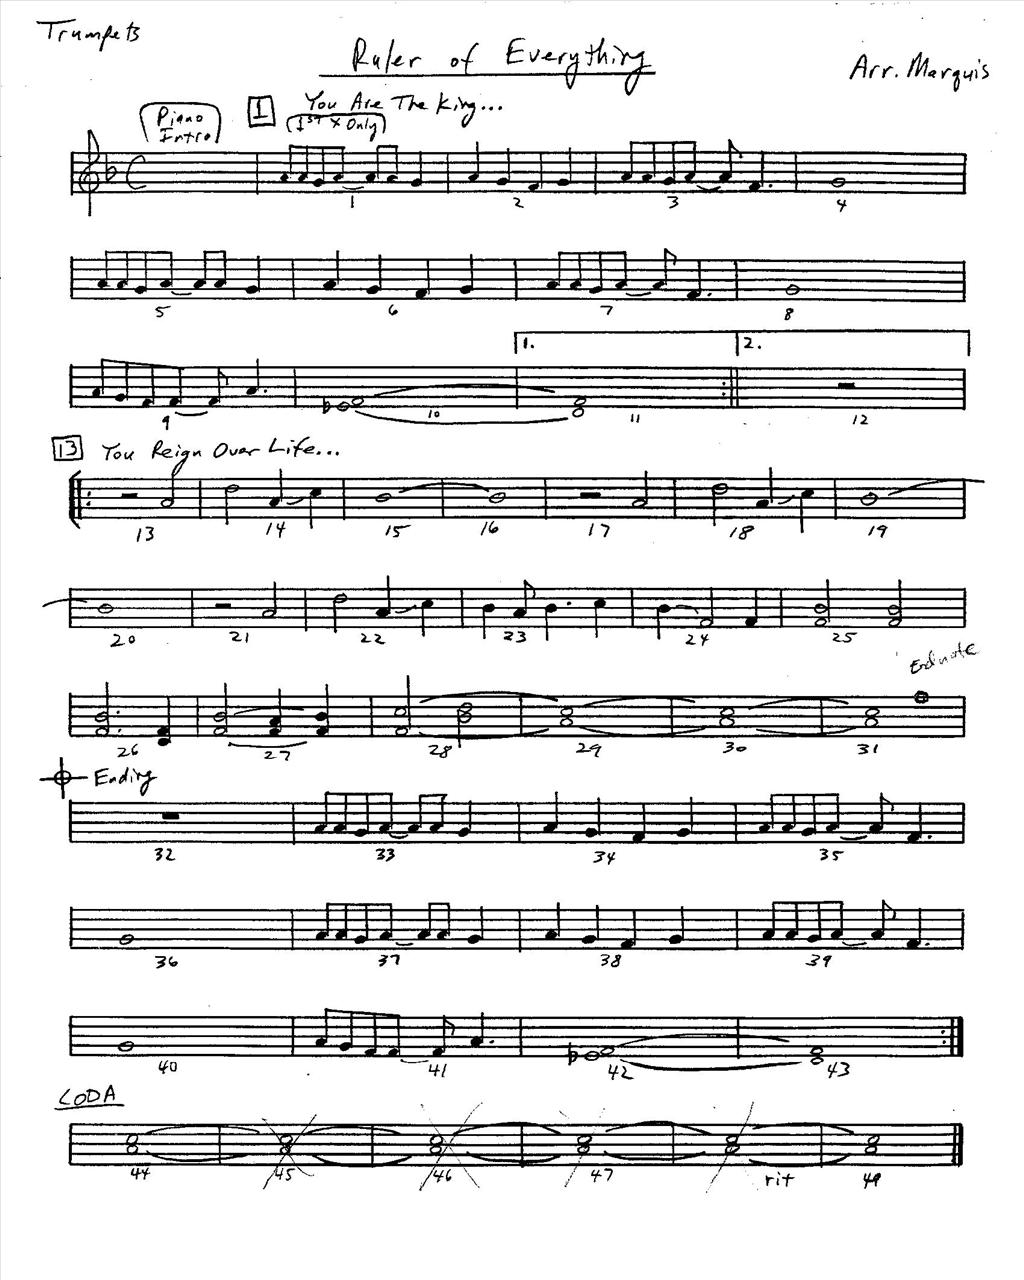 Trumpets
Ruler of Everything
Arr. Marquis
Piano Intro
1 You Are The King...
1ST X Only
1 2 3 4
5 6 7 8
1. 2.
9 10 11 12
13 You Reign Over Life...
13 14 15 16 17 18 19
20 21 22 23 24 25
End note
26 27 28 29 30 31
Ending
32 33 34 35
36 37 38 39
40 41 42 43
CODA
44 45 46 47 rit 49